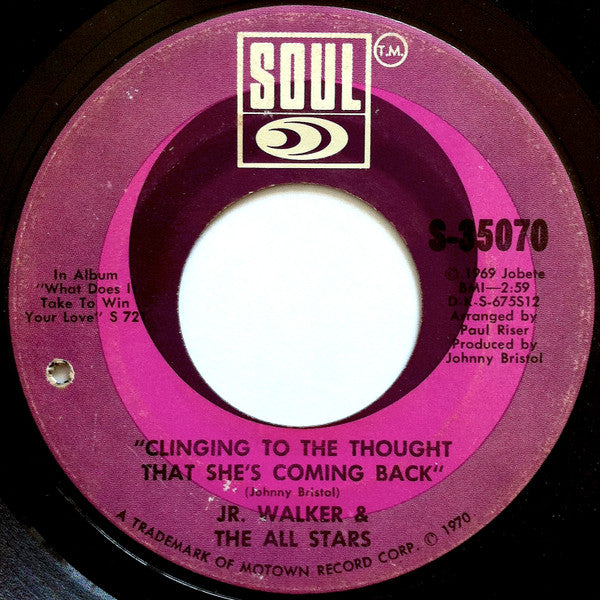 SOUL
T.M.
S-35070
In Album
"What Does It
Take To Win
Your Love" S 721
© 1969 Jobete
BMI—2:59
D-K-S-675S12
Arranged by
Paul Riser
Produced by
Johnny Bristol
"CLINGING TO THE THOUGHT
THAT SHE'S COMING BACK"
(Johnny Bristol)
JR. WALKER &
THE ALL STARS
A TRADEMARK OF MOTOWN RECORD CORP. © 1970